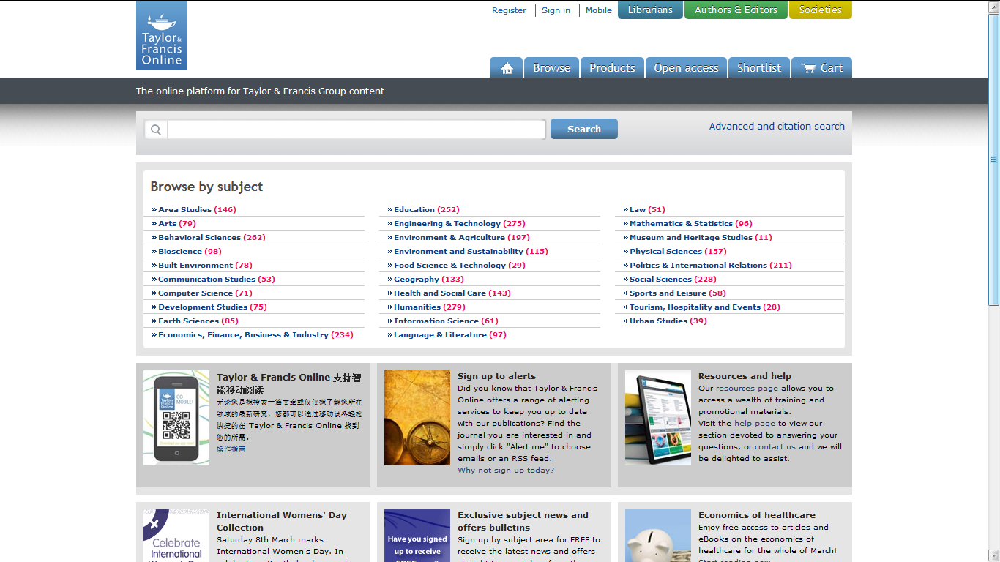 Taylor &
Francis
Online
Register
Sign in
Mobile
Librarians
Authors & Editors
Societies
Browse
Products
Open access
Shortlist
Cart
The online platform for Taylor & Francis Group content
Search
Advanced and citation search
Browse by subject
» Area Studies (146)
» Arts (79)
» Behavioral Sciences (262)
» Bioscience (98)
» Built Environment (78)
» Communication Studies (53)
» Computer Science (71)
» Development Studies (75)
» Earth Sciences (85)
» Economics, Finance, Business & Industry (234)
» Education (252)
» Engineering & Technology (275)
» Environment & Agriculture (197)
» Environment and Sustainability (115)
» Food Science & Technology (29)
» Geography (133)
» Health and Social Care (143)
» Humanities (279)
» Information Science (61)
» Language & Literature (97)
» Law (51)
» Mathematics & Statistics (96)
» Museum and Heritage Studies (11)
» Physical Sciences (157)
» Politics & International Relations (211)
» Social Sciences (228)
» Sports and Leisure (58)
» Tourism, Hospitality and Events (28)
» Urban Studies (39)
GO
MOBILE!
Taylor & Francis Online 支持智
能移动阅读
无论您是想搜索一篇文章或仅仅想了解您所在
领域的最新研究，您都可以通过移动设备轻松
快捷的在 Taylor & Francis Online 找到
您的所需。
操作指南
Sign up to alerts
Did you know that Taylor & Francis
Online offers a range of alerting
services to keep you up to date
with our publications? Find the
journal you are interested in and
simply click "Alert me" to choose
emails or an RSS feed.
Why not sign up today?
Resources and help
Our resources page allows you to
access a wealth of training and
promotional materials.
Visit the help page to view our
section devoted to answering your
questions, or contact us and we will
be delighted to assist.
Celebrate
International
International Womens' Day
Collection
Saturday 8th March marks
International Women's Day. In
Have you signed
up to receive
Exclusive subject news and
offers bulletins
Sign up by subject area for FREE to
receive the latest news and offers
Economics of healthcare
Enjoy free access to articles and
eBooks on the economics of
healthcare for the whole of March!